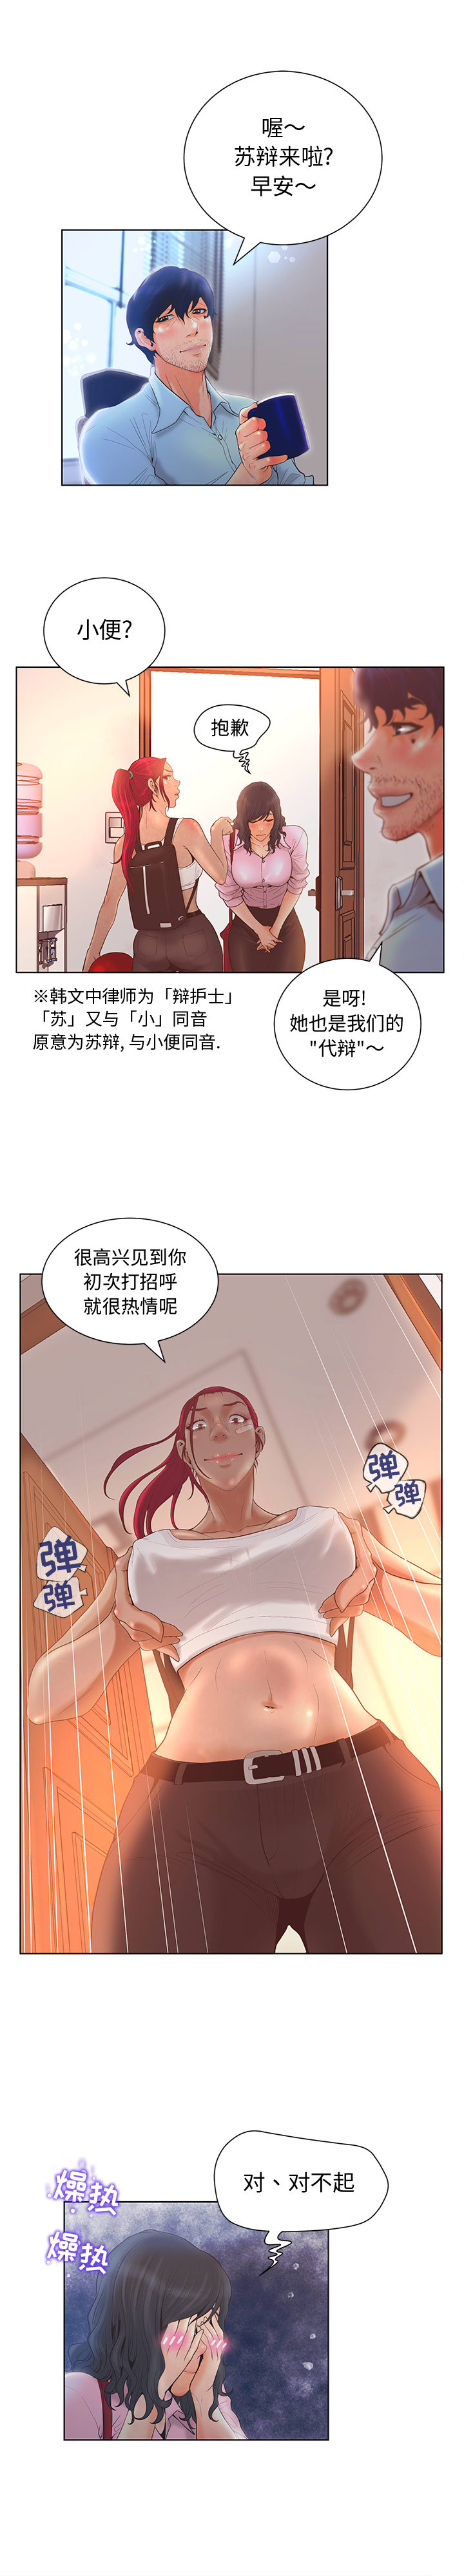 喔～
苏辩来啦?
早安～
小便?
抱歉
※韩文中律师为「辩护士」
「苏」又与「小」同音
原意为苏辩, 与小便同音.
是呀!
她也是我们的
"代辩"～
很高兴见到你
初次打招呼
就很热情呢
弹
弹
弹
弹
对、对不起
燥热
燥热